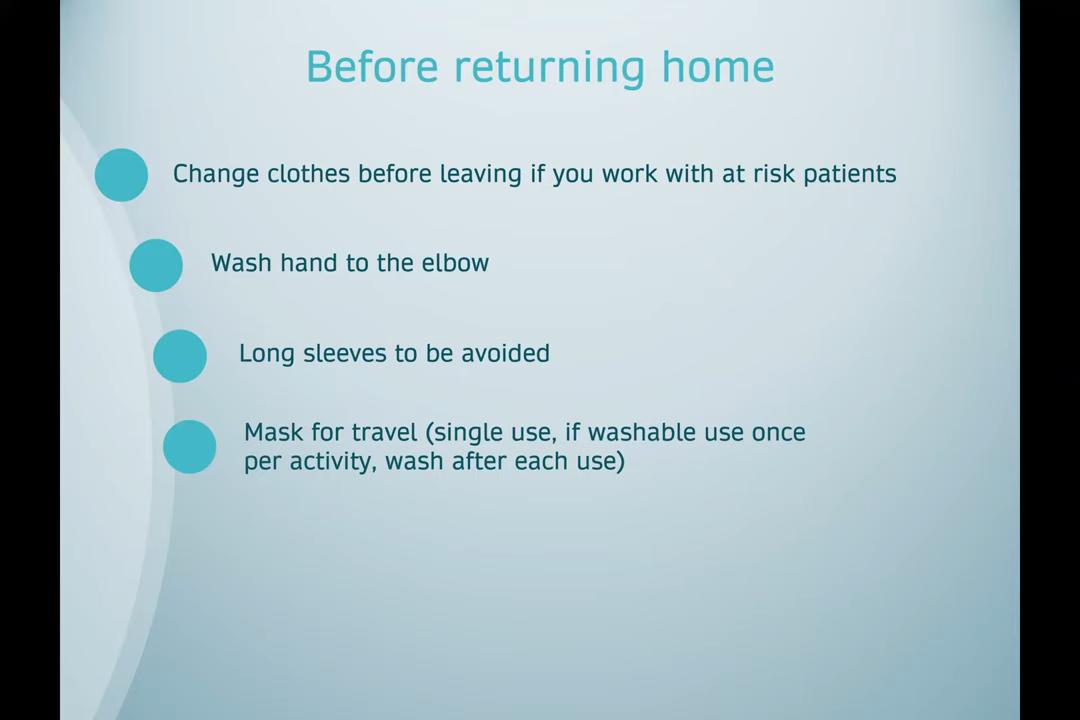 Before returning home
Change clothes before leaving if you work with at risk patients
Wash hand to the elbow
Long sleeves to be avoided
Mask for travel (single use, if washable use once
per activity, wash after each use)